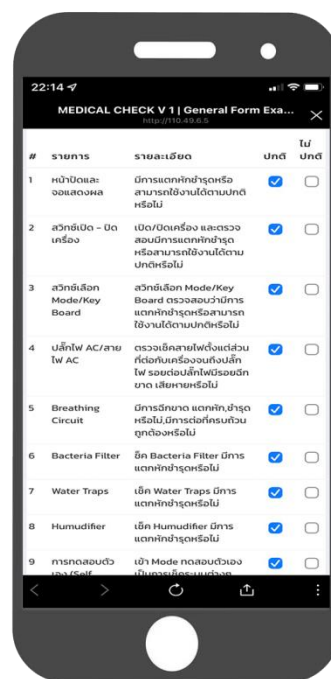 22:14
MEDICAL CHECK V 1 | General Form Exa...
http://110.49.6.5
# รายการ รายละเอียด ปกติ ไม่ปกติ
1 หน้าปัดและ มีการแตกหักชำรุดหรือ
จอแสดงผล สามารถใช้งานได้ตามปกติ
หรือไม่
2 สวิทช์เปิด - ปิด เปิด/ปิดเครื่อง และตรวจ
เครื่อง สอบมีการแตกหักชำรุด
หรือสามารถใช้งานได้ตาม
ปกติหรือไม่
3 สวิทช์เลือก สวิทช์เลือก Mode/Key
Mode/Key Board ตรวจสอบว่ามีการ
Board แตกหักชำรุดหรือสามารถ
ใช้งานได้ตามปกติหรือไม่
4 ปลั๊กไฟ AC/สาย ตรวจเช็คสายไฟตั้งแต่ส่วน
ไฟ AC ที่ต่อกับเครื่องจนถึงปลั๊ก
ไฟ รอยต่อปลั๊กไฟมีรอยฉีก
ขาด เสียหายหรือไม่
5 Breathing มีการฉีกขาด แตกหัก,ชำรุด
Circuit หรือไม่,มีการต่อที่ครบถ้วน
ถูกต้องหรือไม่
6 Bacteria Filter ช็ค Bacteria Filter มีการ
แตกหักชำรุดหรือไม่
7 Water Traps เช็ค Water Traps มีการ
แตกหักชำรุดหรือไม่
8 Humudifier เช็ค Humudifier มีการ
แตกหักชำรุดหรือไม่
9 การทดสอบตัว เข้า Mode ทดสอบตัวเอง
เอง (Self เป็นการเช็คระบบต่างๆ